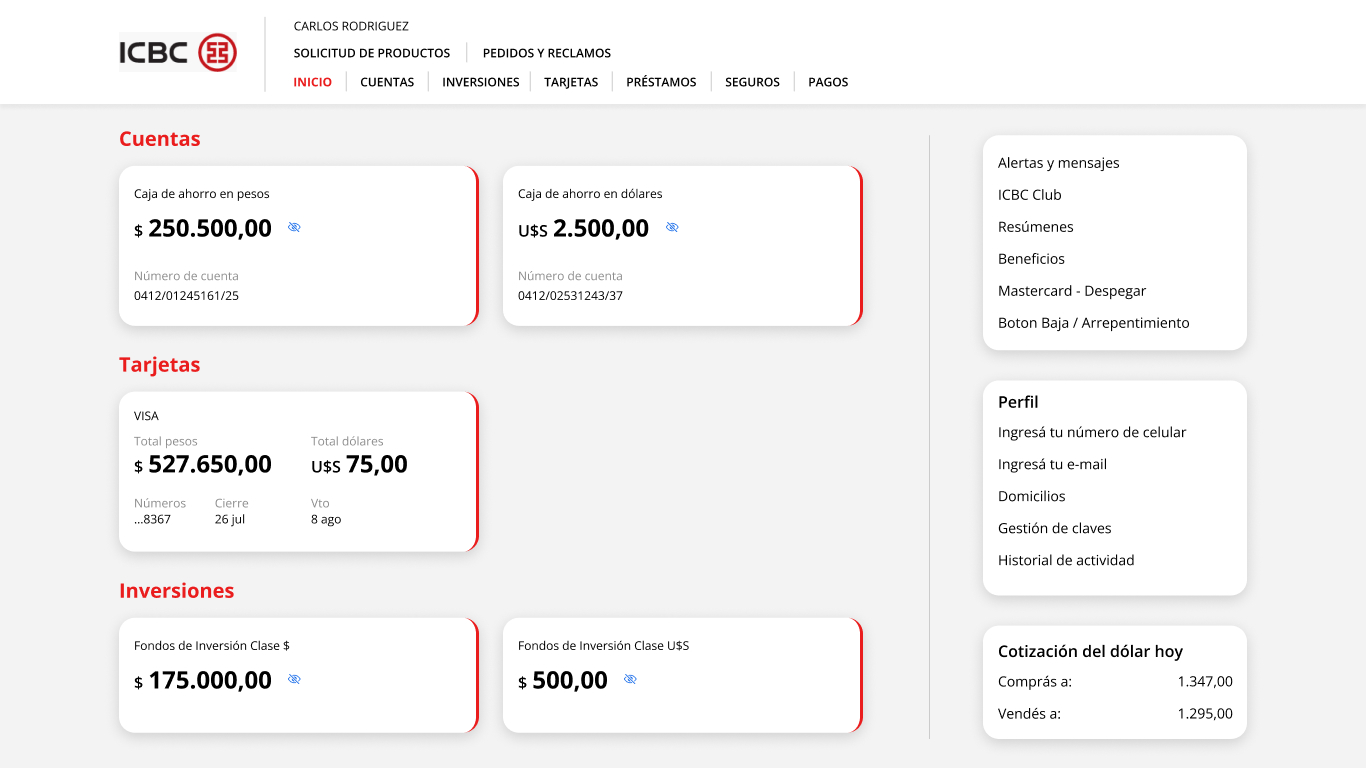 ICBC
CARLOS RODRIGUEZ
SOLICITUD DE PRODUCTOS PEDIDOS Y RECLAMOS
INICIO CUENTAS INVERSIONES TARJETAS PRÉSTAMOS SEGUROS PAGOS
Cuentas
Caja de ahorro en pesos
$ 250.500,00
Número de cuenta
0412/01245161/25
Caja de ahorro en dólares
U$S 2.500,00
Número de cuenta
0412/02531243/37
Tarjetas
VISA
Total pesos Total dólares
$ 527.650,00 U$S 75,00
Números Cierre Vto
...8367 26 jul 8 ago
Inversiones
Fondos de Inversión Clase $
$ 175.000,00
Fondos de Inversión Clase U$S
$ 500,00
Alertas y mensajes
ICBC Club
Resúmenes
Beneficios
Mastercard - Despegar
Boton Baja / Arrepentimiento
Perfil
Ingresá tu número de celular
Ingresá tu e-mail
Domicilios
Gestión de claves
Historial de actividad
Cotización del dólar hoy
Comprás a: 1.347,00
Vendés a: 1.295,00